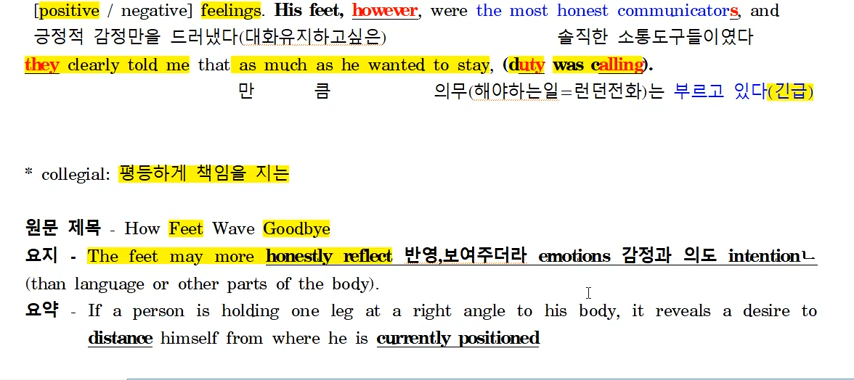 [positive / negative] feelings. His feet, however, were the most honest communicators, and
긍정적 감정만을 드러냈다(대화유지하고싶은) 솔직한 소통도구들이였다
they clearly told me that as much as he wanted to stay, (duty was calling).
만 큼 의무(해야하는일=런던전화)는 부르고 있다(긴급)
* collegial: 평등하게 책임을 지는
원문 제목 - How Feet Wave Goodbye
요지 - The feet may more honestly reflect 반영,보여주더라 emotions 감정과 의도 intentionㄴ
(than language or other parts of the body).
요약 - If a person is holding one leg at a right angle to his body, it reveals a desire to
distance himself from where he is currently positioned